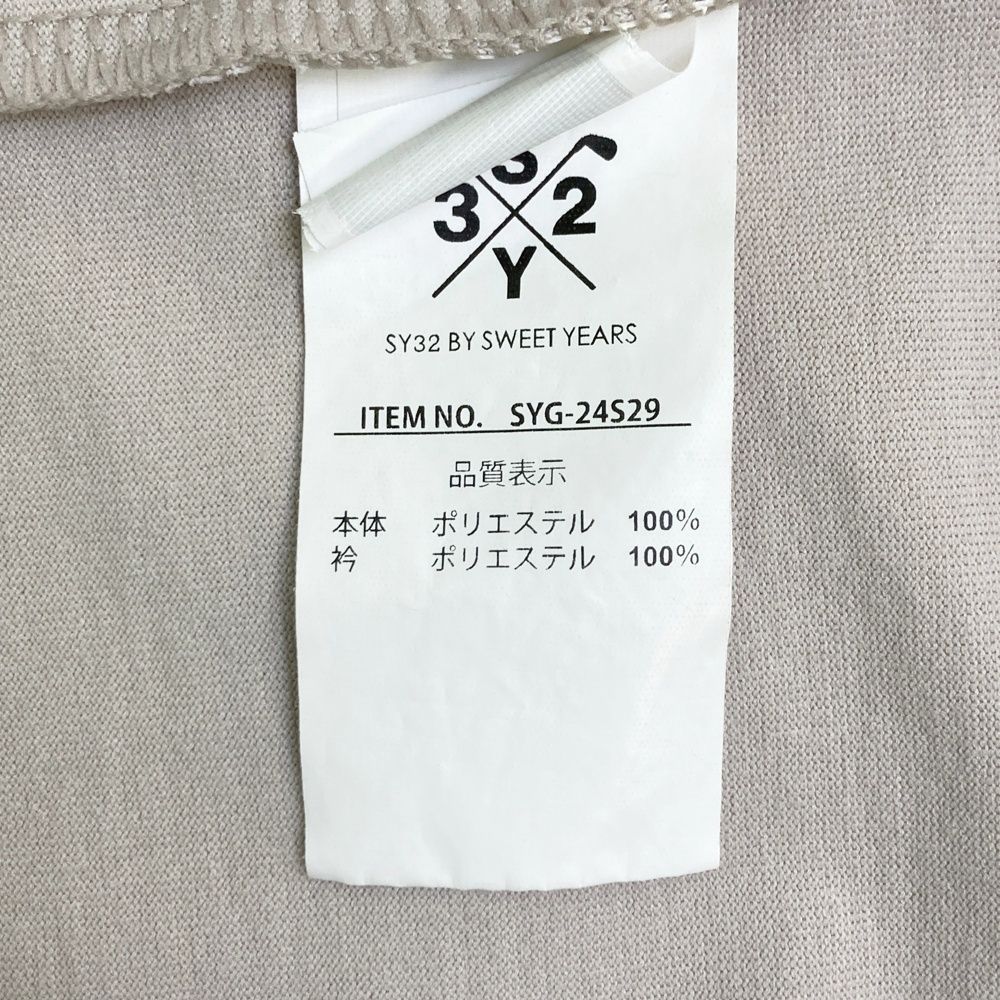 S
3 2
Y
SY32 BY SWEET YEARS
ITEM NO. SYG-24S29
品質表示
本体 ポリエステル 100%
衿 ポリエステル 100%